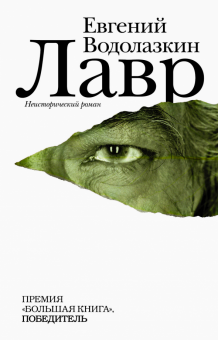 Евгений
Водолазкин
Лавр
Неисторический роман
ПРЕМИЯ
«БОЛЬШАЯ КНИГА»,
ПОБЕДИТЕЛЬ